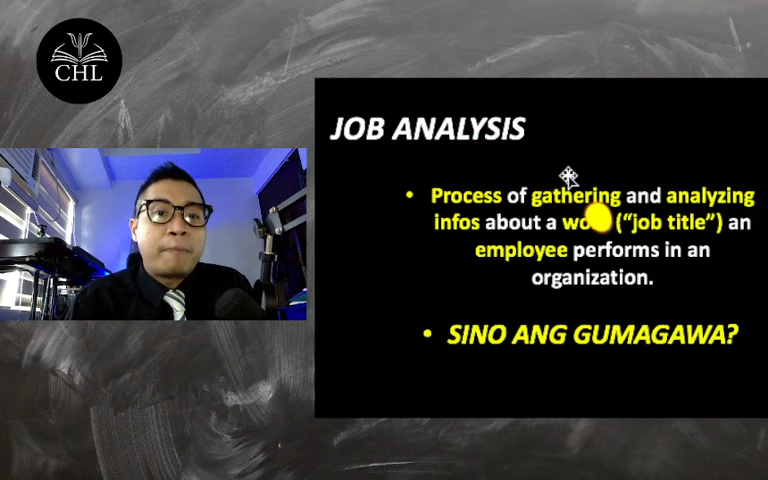 CHL
JOB ANALYSIS
• Process of gathering and analyzing
infos about a ("job title") an
employee performs in an
organization.
• SINO ANG GUMAGAWA?